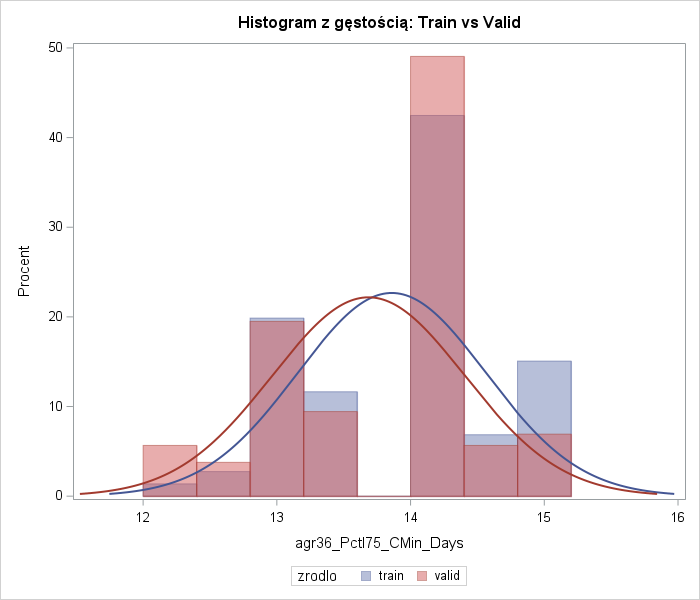 Histogram z gęstością: Train vs Valid
50
40
30
20
10
0
Procent
12 13 14 15 16
agr36_Pctl75_CMin_Days
zrodlo train valid